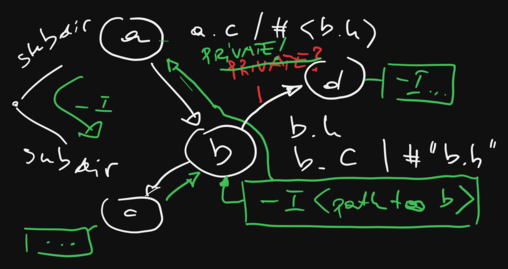 subdir
a
a.c | # <b.h>
PRIVATE/
PRIVATE?
d
-I...
-I
b
b.h
b.c | # "b.h"
subdir
-I <path to b>
c
...